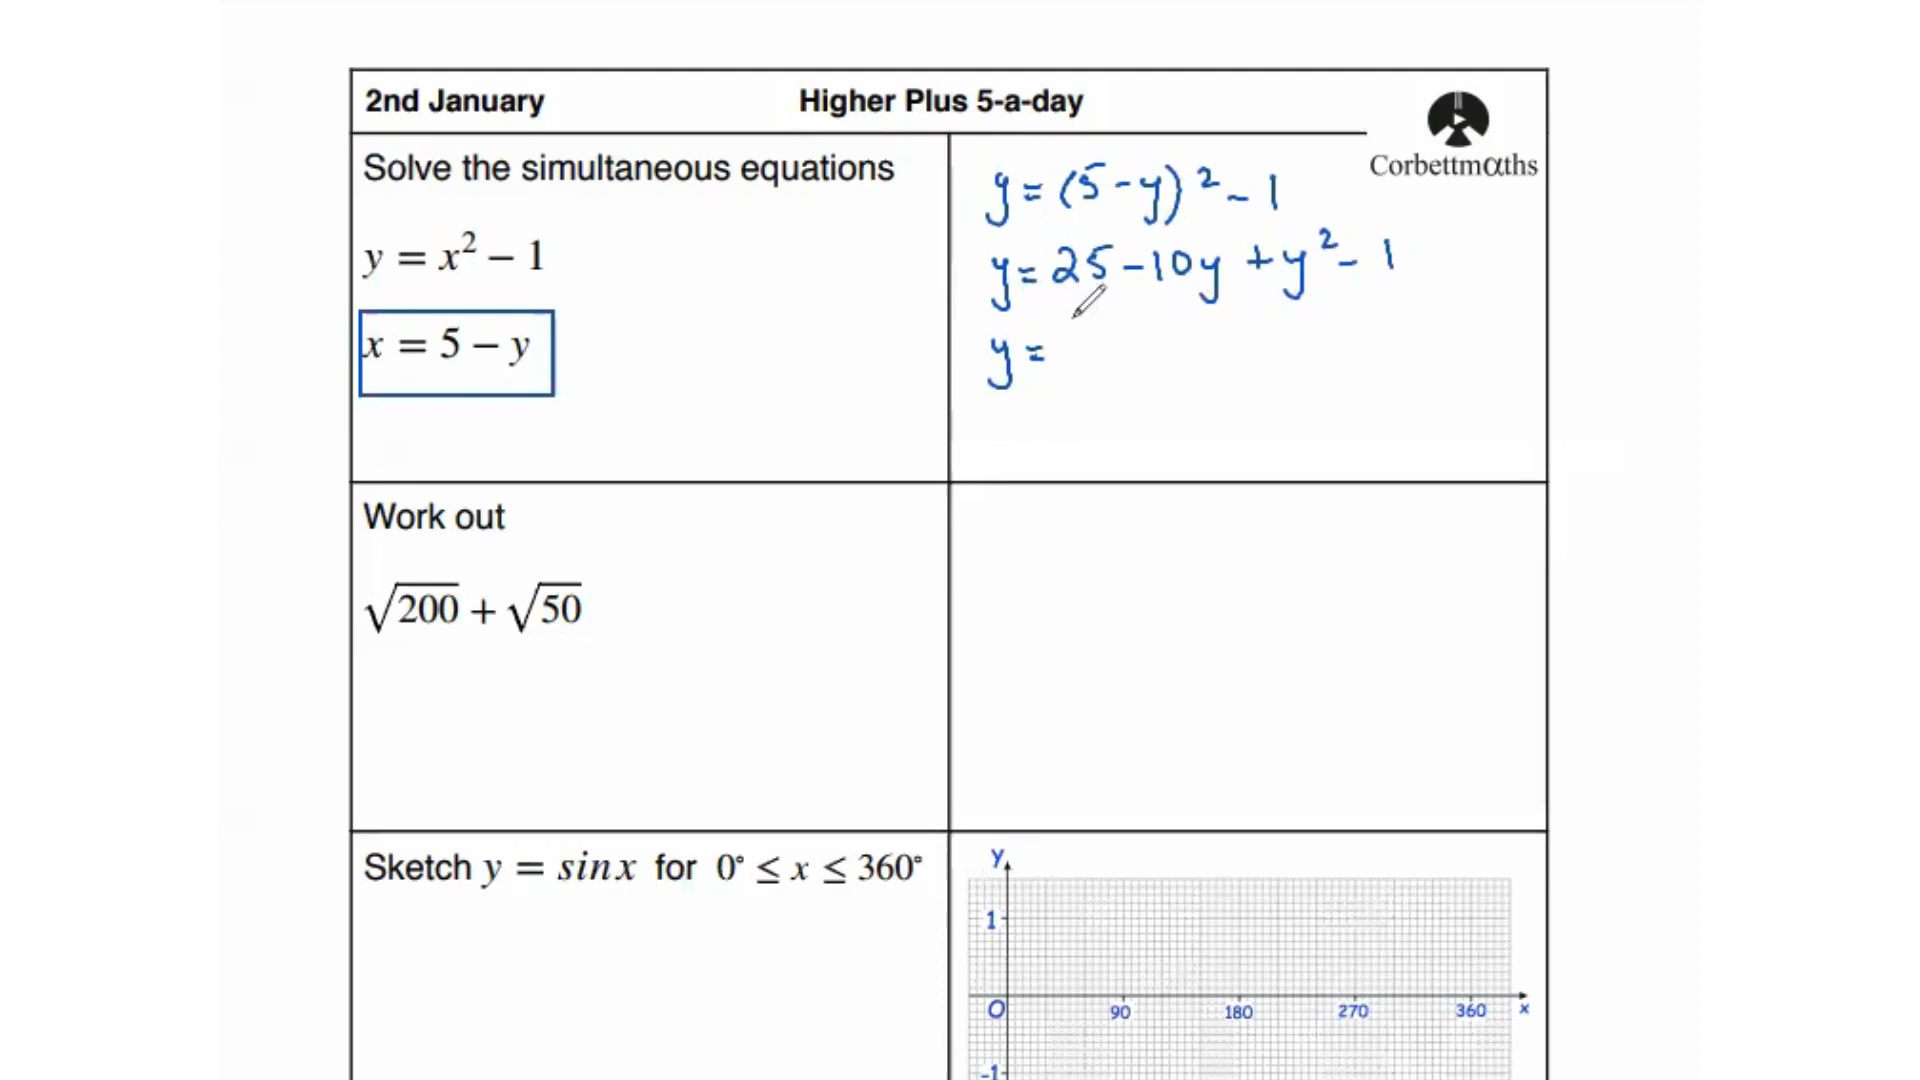 2nd January Higher Plus 5-a-day
Corbettmαths
Solve the simultaneous equations
y = x² − 1
x = 5 − y
y = (5 - y)² - 1
y = 25 - 10y + y² - 1
y =
Work out
√200 + √50
Sketch y = sinx for 0° ≤ x ≤ 360°
y
1
O 90 180 270 360 x
-1